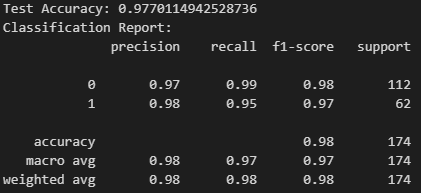 Test Accuracy: 0.9770114942528736
Classification Report:
precision recall f1-score support
0 0.97 0.99 0.98 112
1 0.98 0.95 0.97 62
accuracy 0.98 174
macro avg 0.98 0.97 0.97 174
weighted avg 0.98 0.98 0.98 174